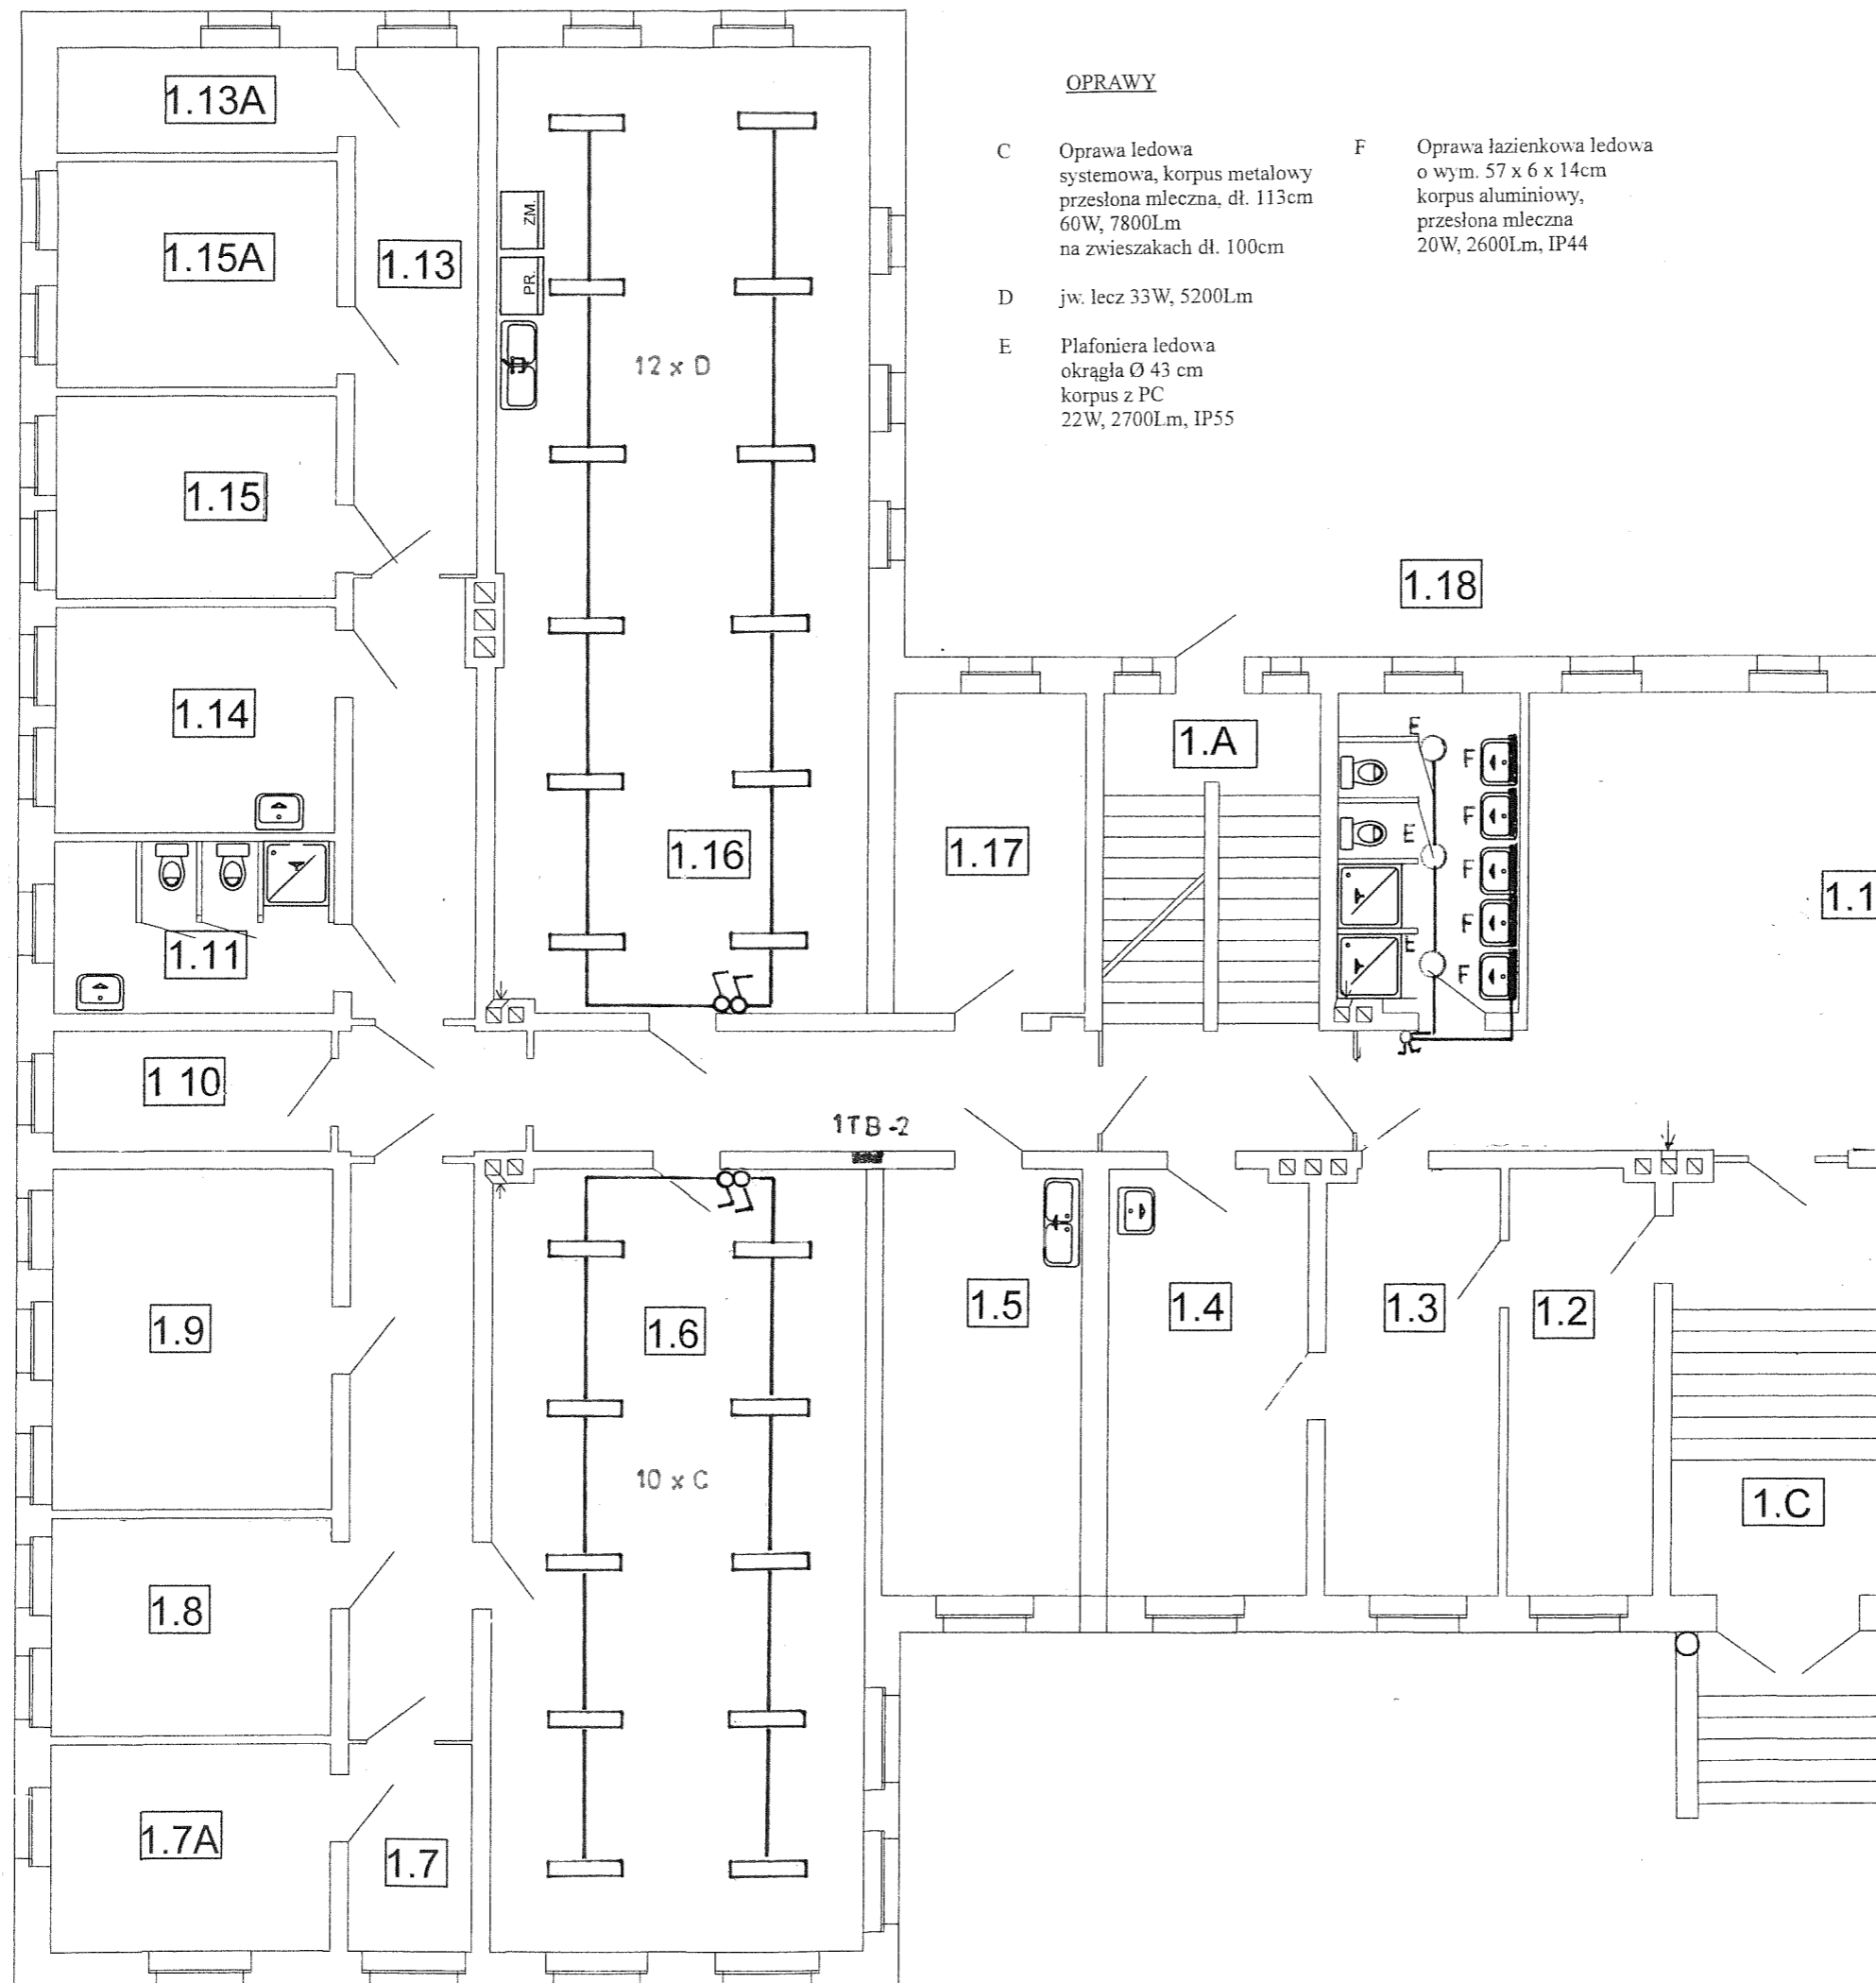 OPRAWY
C Oprawa ledowa
systemowa, korpus metalowy
przesłona mleczna, dł. 113cm
60W, 7800Lm
na zwieszakach dł. 100cm
D jw. lecz 33W, 5200Lm
E Plafoniera ledowa
okrągła Ø 43 cm
korpus z PC
22W, 2700Lm, IP55
F Oprawa łazienkowa ledowa
o wym. 57 x 6 x 14cm
korpus aluminiowy,
przesłona mleczna
20W, 2600Lm, IP44
1.13A
1.15A
1.13
ZM.
PR.
12 x D
1.15
1.18
1.14
1.A
E
F
F
E
1.16
1.17
F
1.1
F
1.11
E
F
1 10
1TB-2
1.5
1.4
1.3
1.2
1.9
1.6
10 x C
1.C
1.8
1.7A
1.7